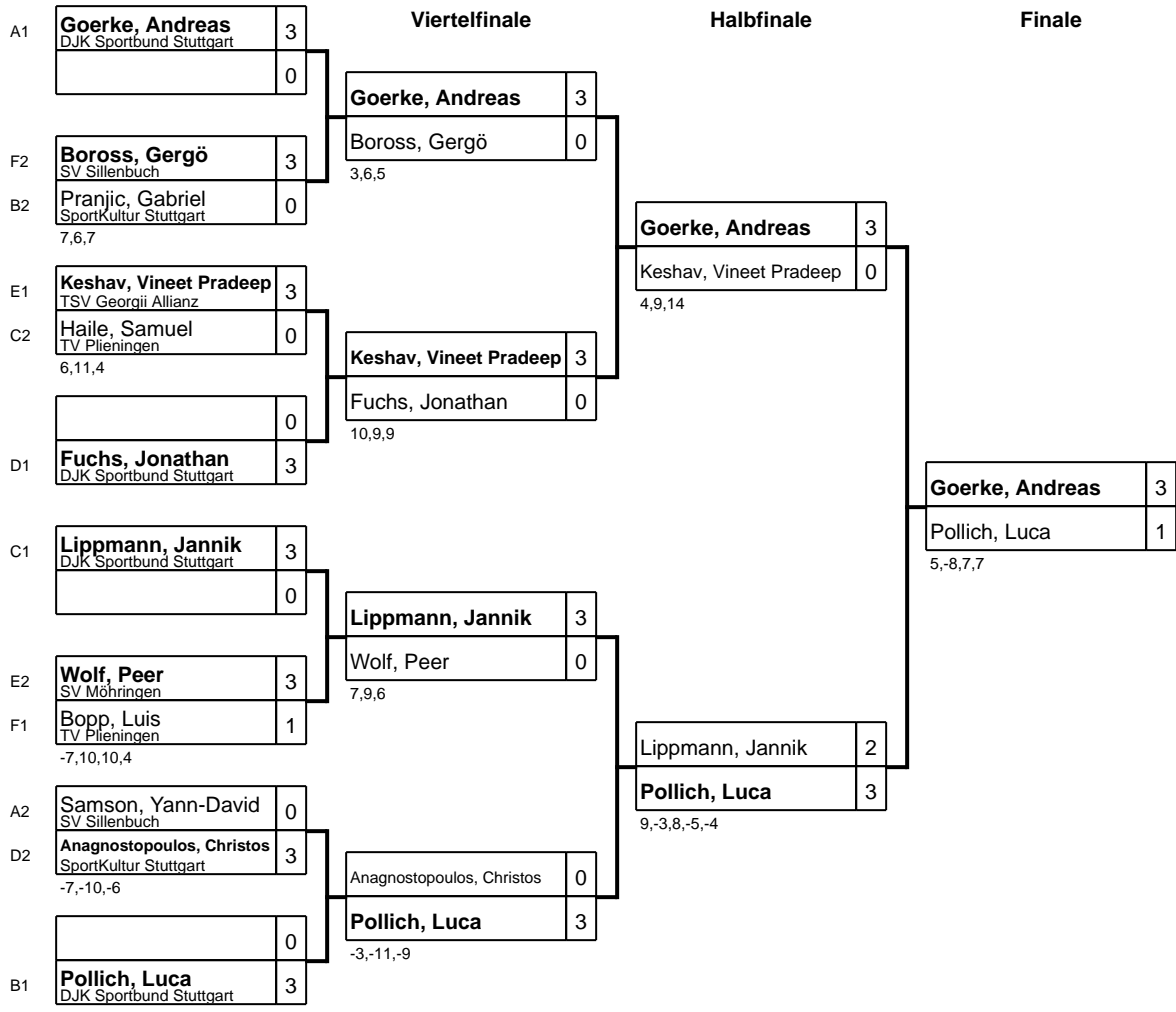 Viertelfinale
Halbfinale
Finale
A1
Goerke, Andreas 3
DJK Sportbund Stuttgart
0
F2
Boross, Gergö 3
SV Sillenbuch
B2
Pranjic, Gabriel 0
SportKultur Stuttgart
7,6,7
E1
Keshav, Vineet Pradeep 3
TSV Georgii Allianz
C2
Haile, Samuel 0
TV Plieningen
6,11,4
0
D1
Fuchs, Jonathan 3
DJK Sportbund Stuttgart
C1
Lippmann, Jannik 3
DJK Sportbund Stuttgart
0
E2
Wolf, Peer 3
SV Möhringen
F1
Bopp, Luis 1
TV Plieningen
-7,10,10,4
A2
Samson, Yann-David 0
SV Sillenbuch
D2
Anagnostopoulos, Christos 3
SportKultur Stuttgart
-7,-10,-6
0
B1
Pollich, Luca 3
DJK Sportbund Stuttgart
Goerke, Andreas 3
Boross, Gergö 0
3,6,5
Keshav, Vineet Pradeep 3
Fuchs, Jonathan 0
10,9,9
Lippmann, Jannik 3
Wolf, Peer 0
7,9,6
Anagnostopoulos, Christos 0
Pollich, Luca 3
-3,-11,-9
Goerke, Andreas 3
Keshav, Vineet Pradeep 0
4,9,14
Lippmann, Jannik 2
Pollich, Luca 3
9,-3,8,-5,-4
Goerke, Andreas 3
Pollich, Luca 1
5,-8,7,7